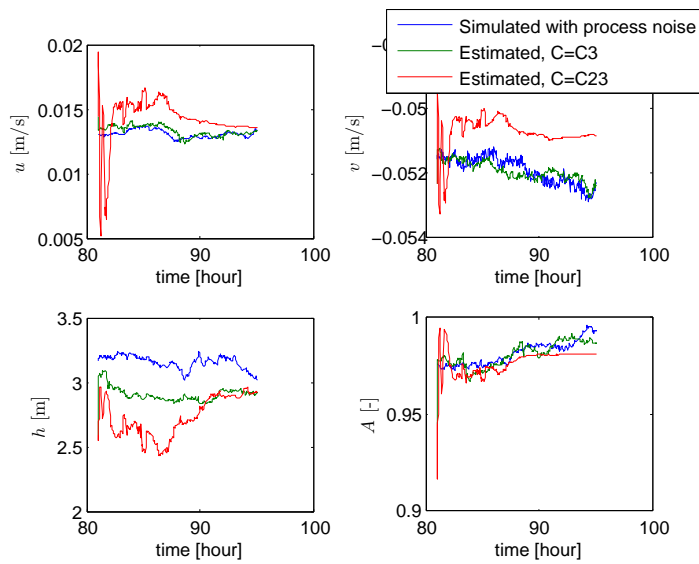 Simulated with process noise
Estimated, C=C3
Estimated, C=C23
0.02
0.015
0.01
0.005
u [m/s]
80
90
100
time [hour]
−0.05
−0.052
−0.054
v [m/s]
80
90
100
time [hour]
3.5
3
2.5
2
h [m]
80
90
100
time [hour]
1
0.95
0.9
A [-]
80
90
100
time [hour]